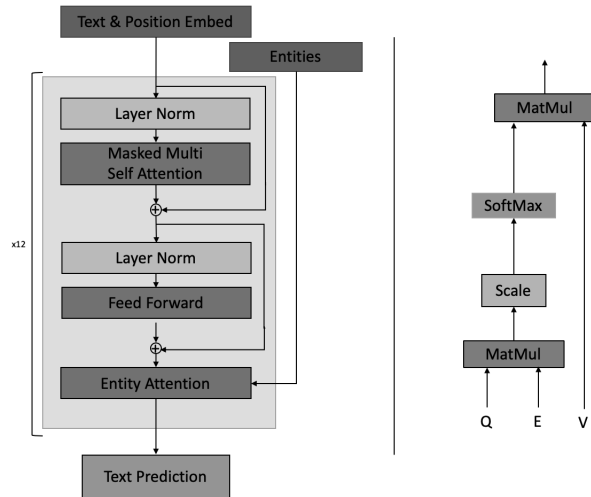 Text & Position Embed
Entities
Layer Norm
Masked Multi
Self Attention
+
x12
Layer Norm
Feed Forward
+
Entity Attention
Text Prediction
MatMul
SoftMax
Scale
MatMul
Q E V